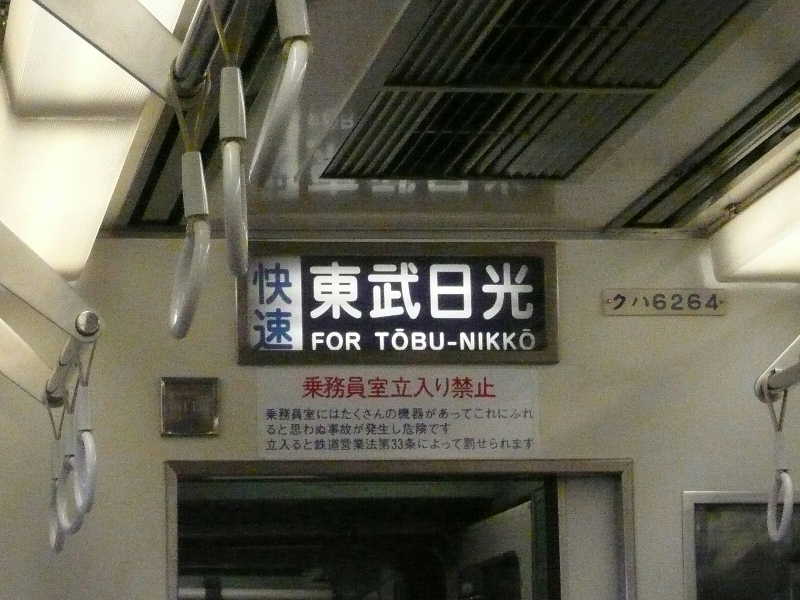 快速
東武日光
FOR TŌBU-NIKKŌ
クハ6264
乗務員室立入り禁止
乗務員室にはたくさんの機器があってこれにふれ
ると思わぬ事故が発生し危険です
立入ると鉄道営業法第33条によって罰せられます